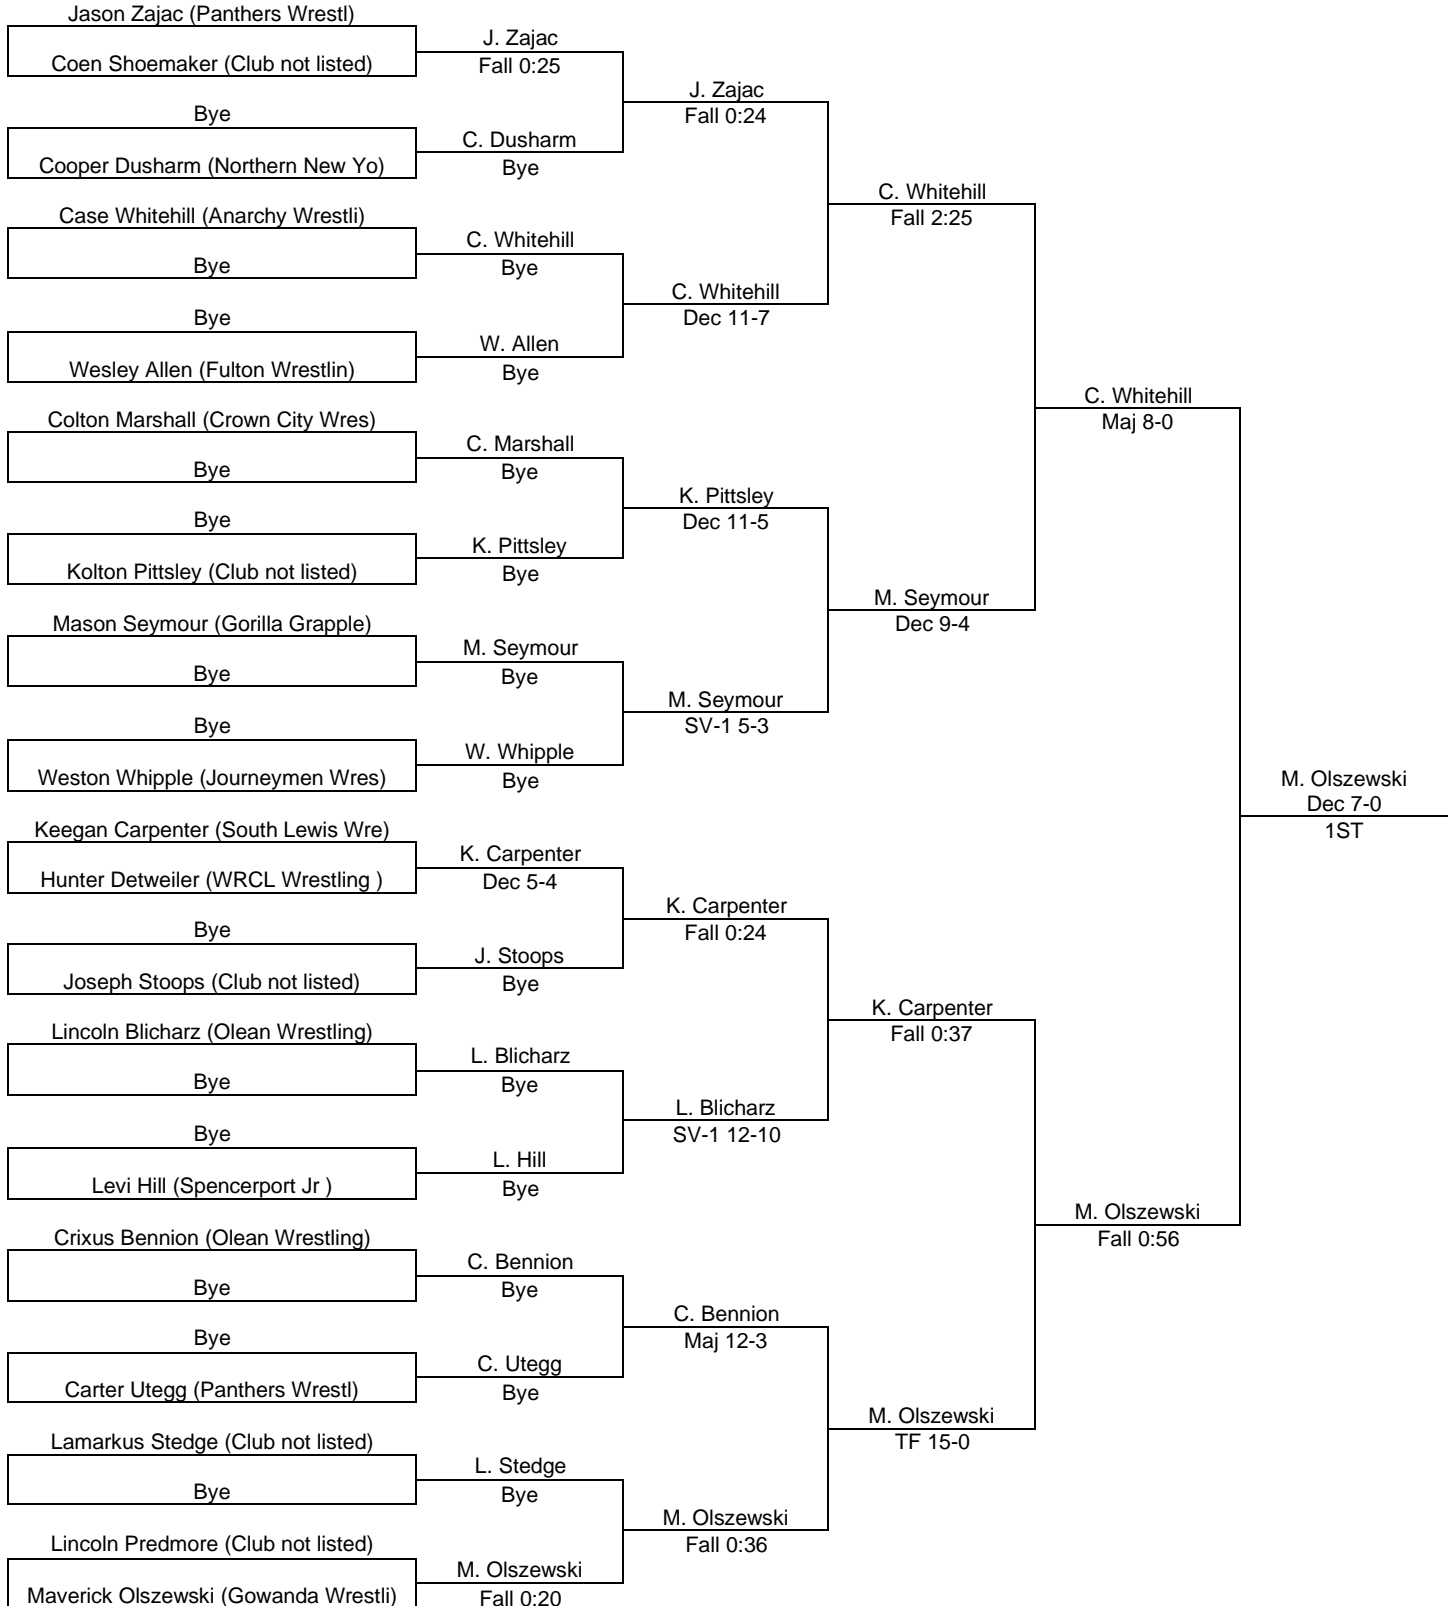 Jason Zajac (Panthers Wrestl)
Coen Shoemaker (Club not listed)
Bye
Cooper Dusharm (Northern New Yo)
Case Whitehill (Anarchy Wrestli)
Bye
Bye
Wesley Allen (Fulton Wrestlin)
Colton Marshall (Crown City Wres)
Bye
Bye
Kolton Pittsley (Club not listed)
Mason Seymour (Gorilla Grapple)
Bye
Bye
Weston Whipple (Journeymen Wres)
Keegan Carpenter (South Lewis Wre)
Hunter Detweiler (WRCL Wrestling )
Bye
Joseph Stoops (Club not listed)
Lincoln Blicharz (Olean Wrestling)
Bye
Bye
Levi Hill (Spencerport Jr )
Crixus Bennion (Olean Wrestling)
Bye
Bye
Carter Utegg (Panthers Wrestl)
Lamarkus Stedge (Club not listed)
Bye
Lincoln Predmore (Club not listed)
Maverick Olszewski (Gowanda Wrestli)
J. Zajac
Fall 0:25
C. Dusharm
Bye
C. Whitehill
Bye
W. Allen
Bye
C. Marshall
Bye
K. Pittsley
Bye
M. Seymour
Bye
W. Whipple
Bye
K. Carpenter
Dec 5-4
J. Stoops
Bye
L. Blicharz
Bye
L. Hill
Bye
C. Bennion
Bye
C. Utegg
Bye
L. Stedge
Bye
M. Olszewski
Fall 0:20
J. Zajac
Fall 0:24
C. Whitehill
Dec 11-7
K. Pittsley
Dec 11-5
M. Seymour
SV-1 5-3
K. Carpenter
Fall 0:24
L. Blicharz
SV-1 12-10
C. Bennion
Maj 12-3
M. Olszewski
Fall 0:36
C. Whitehill
Fall 2:25
M. Seymour
Dec 9-4
K. Carpenter
Fall 0:37
M. Olszewski
TF 15-0
C. Whitehill
Maj 8-0
M. Olszewski
Fall 0:56
M. Olszewski
Dec 7-0
1ST